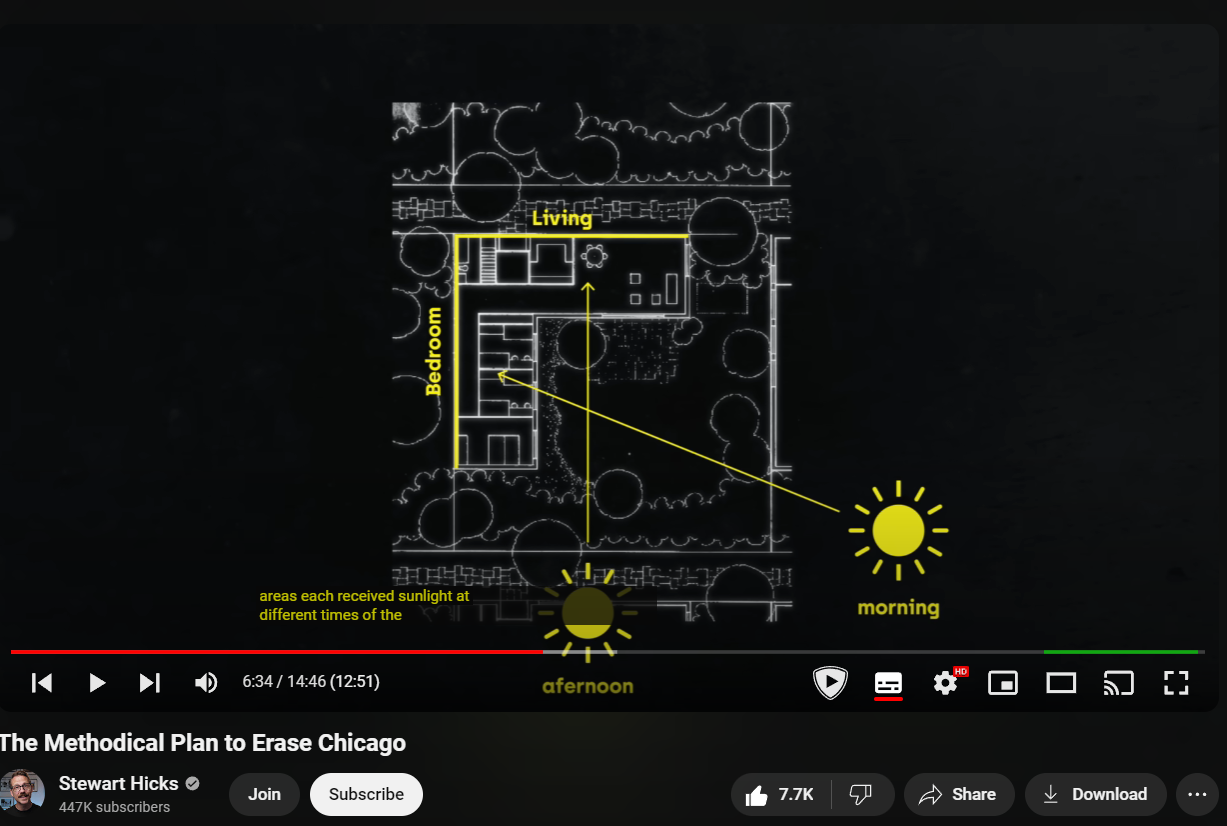 Living
Bedroom
morning
areas each received sunlight at
different times of the
afernoon
6:34 / 14:46 (12:51)
HD
The Methodical Plan to Erase Chicago
Stewart Hicks
447K subscribers
Join
Subscribe
7.7K
Share
Download